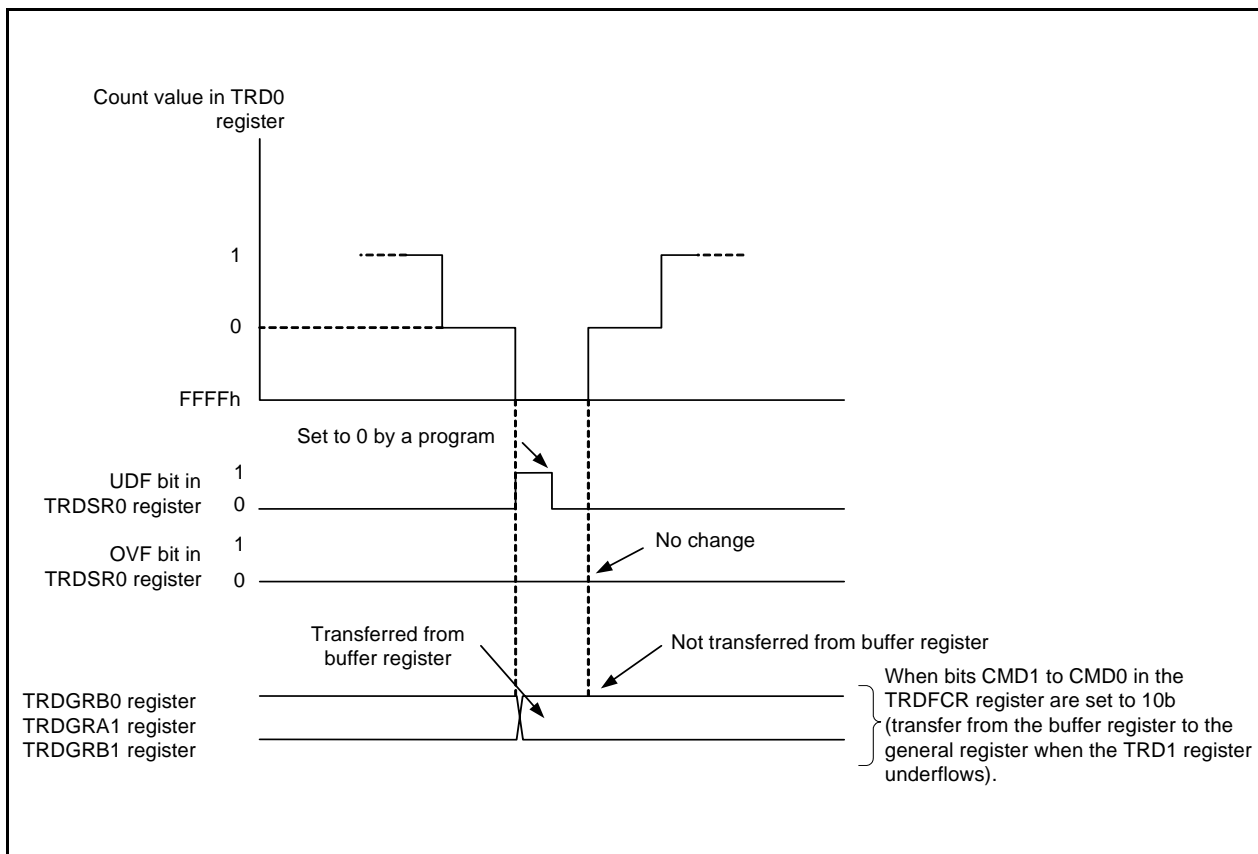 Count value in TRD0
register
1
0
FFFFh
Set to 0 by a program
UDF bit in
TRDSR0 register
1
0
OVF bit in
TRDSR0 register
1
0
No change
Transferred from
buffer register
Not transferred from buffer register
TRDGRB0 register
TRDGRA1 register
TRDGRB1 register
When bits CMD1 to CMD0 in the
TRDFCR register are set to 10b
(transfer from the buffer register to the
general register when the TRD1 register
underflows).